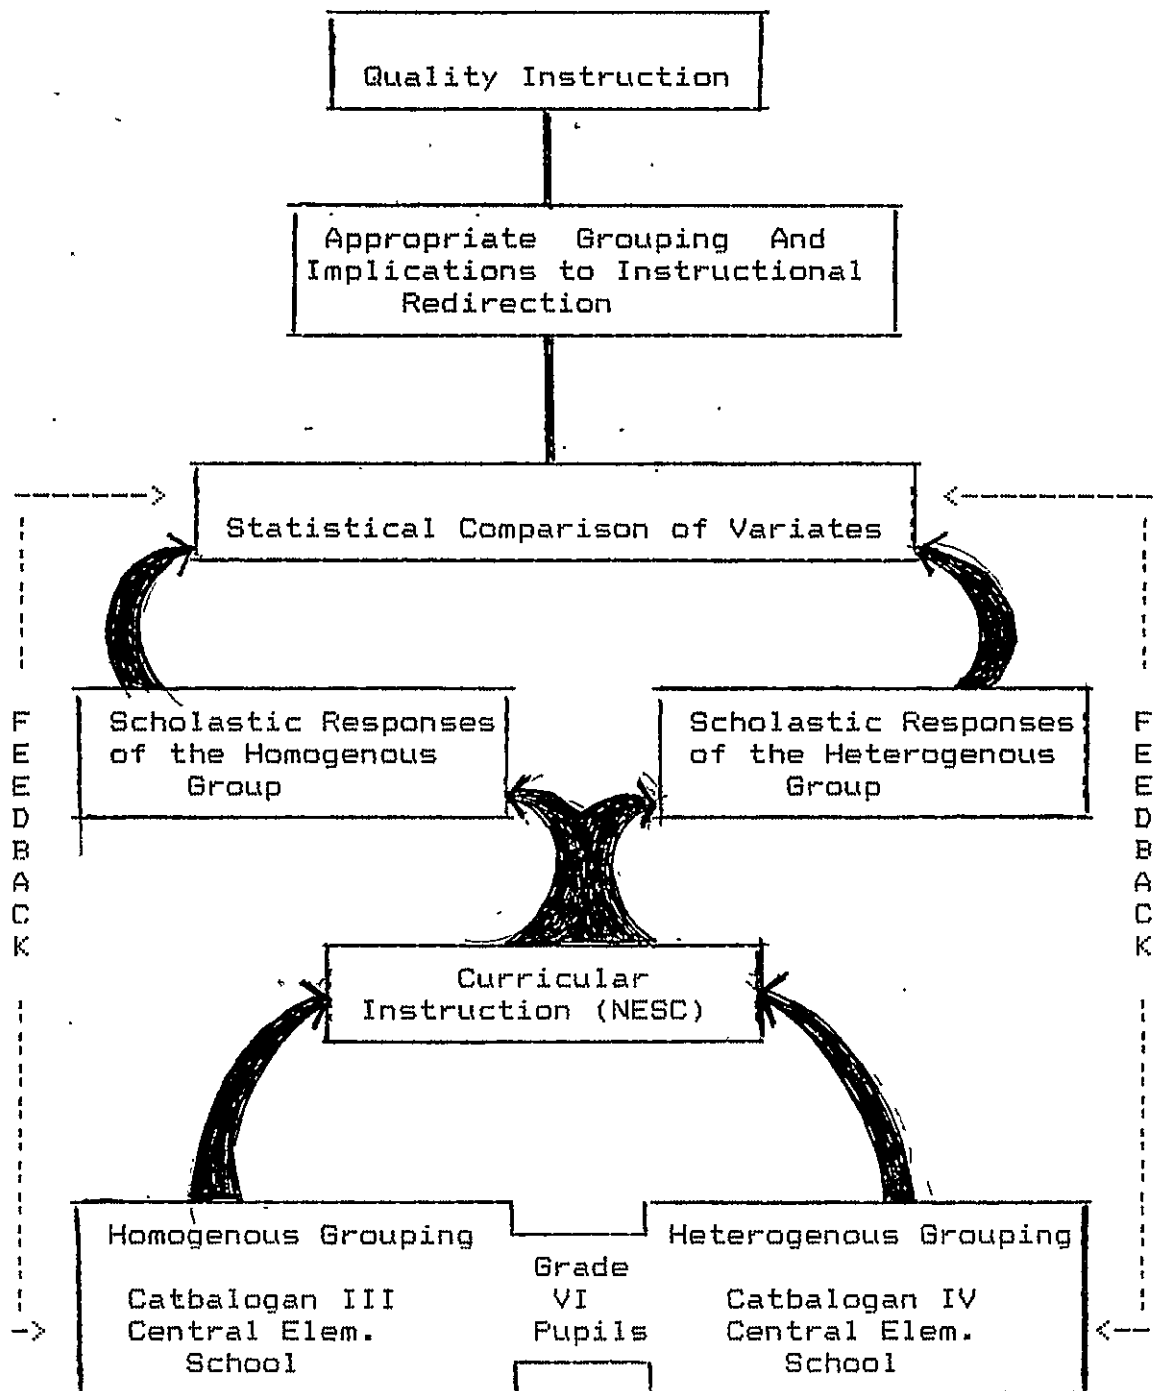 Quality Instruction
Appropriate Grouping And
Implications to Instructional
Redirection
Statistical Comparison of Variates
Scholastic Responses
of the Homogenous
Group
Scholastic Responses
of the Heterogenous
Group
FEEDBACK
FEEDBACK
Curricular
Instruction (NESC)
Homogenous Grouping
Catbalogan III
Central Elem.
School
Grade
VI
Pupils
Heterogenous Grouping
Catbalogan IV
Central Elem.
School